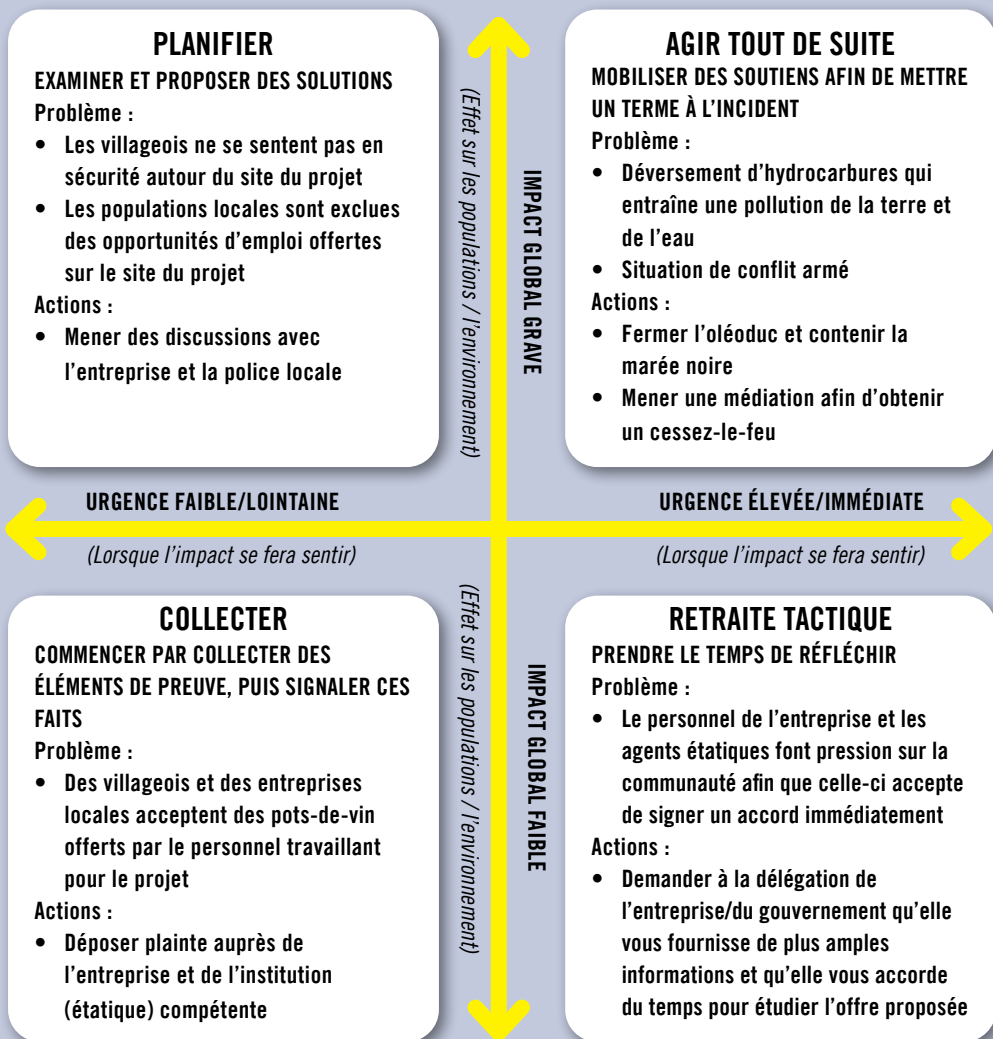 PLANIFIER
EXAMINER ET PROPOSER DES SOLUTIONS
Problème :
• Les villageois ne se sentent pas en
sécurité autour du site du projet
• Les populations locales sont exclues
des opportunités d’emploi offertes
sur le site du projet
Actions :
• Mener des discussions avec
l’entreprise et la police locale
(Effet sur les populations / l’environnement)
IMPACT GLOBAL GRAVE
AGIR TOUT DE SUITE
MOBILISER DES SOUTIENS AFIN DE METTRE
UN TERME À L’INCIDENT
Problème :
• Déversement d’hydrocarbures qui
entraîne une pollution de la terre et
de l’eau
• Situation de conflit armé
Actions :
• Fermer l’oléoduc et contenir la
marée noire
• Mener une médiation afin d’obtenir
un cessez-le-feu
URGENCE FAIBLE/LOINTAINE
(Lorsque l’impact se fera sentir)
URGENCE ÉLEVÉE/IMMÉDIATE
(Lorsque l’impact se fera sentir)
COLLECTER
COMMENCER PAR COLLECTER DES
ÉLÉMENTS DE PREUVE, PUIS SIGNALER CES
FAITS
Problème :
• Des villageois et des entreprises
locales acceptent des pots-de-vin
offerts par le personnel travaillant
pour le projet
Actions :
• Déposer plainte auprès de
l’entreprise et de l’institution
(étatique) compétente
(Effet sur les populations / l’environnement)
IMPACT GLOBAL FAIBLE
RETRAITE TACTIQUE
PRENDRE LE TEMPS DE RÉFLÉCHIR
Problème :
• Le personnel de l’entreprise et les
agents étatiques font pression sur la
communauté afin que celle-ci accepte
de signer un accord immédiatement
Actions :
• Demander à la délégation de
l’entreprise/du gouvernement qu’elle
vous fournisse de plus amples
informations et qu’elle vous accorde
du temps pour étudier l’offre proposée